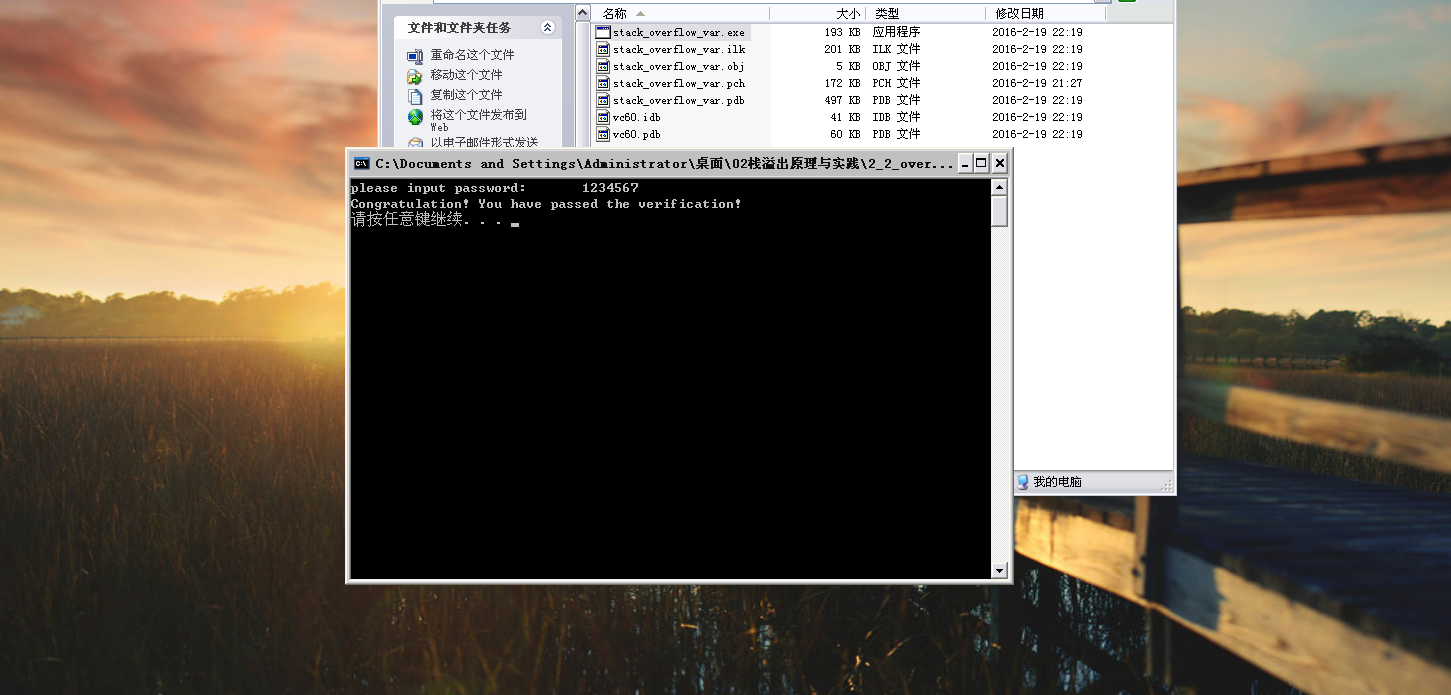 文件和文件夹任务
重命名这个文件
移动这个文件
复制这个文件
将这个文件发布到
Web
以电子邮件形式发送
名称 大小 类型 修改日期
stack_overflow_var.exe 193 KB 应用程序 2016-2-19 22:19
stack_overflow_var.ilk 201 KB ILK 文件 2016-2-19 22:19
stack_overflow_var.obj 5 KB OBJ 文件 2016-2-19 22:19
stack_overflow_var.pch 172 KB PCH 文件 2016-2-19 21:27
stack_overflow_var.pdb 497 KB PDB 文件 2016-2-19 22:19
vc60.idb 41 KB IDB 文件 2016-2-19 22:19
vc60.pdb 60 KB PDB 文件 2016-2-19 22:19
C:\Documents and Settings\Administrator\桌面\02栈溢出原理与实践\2_2_over...
please input password: 1234567
Congratulation! You have passed the verification!
请按任意键继续. . .
我的电脑